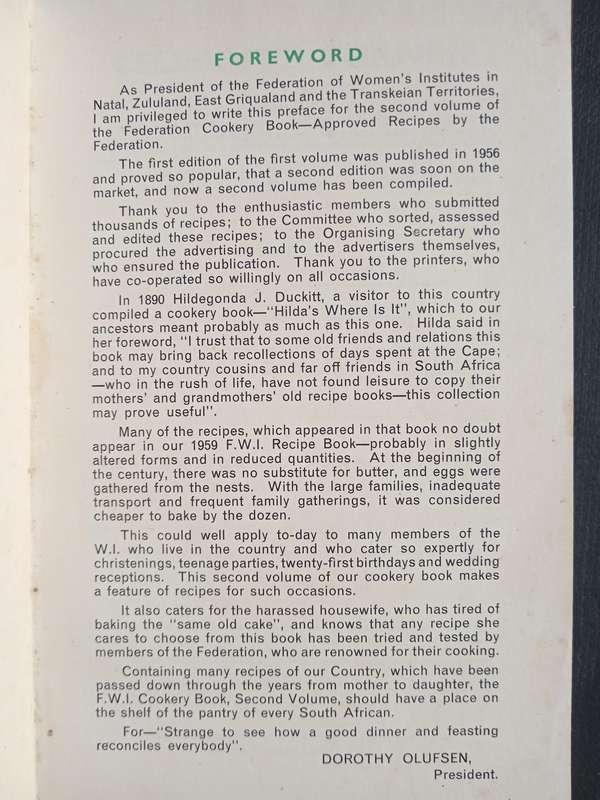 FOREWORD
As President of the Federation of Women's Institutes in
Natal, Zululand, East Griqualand and the Transkeian Territories,
I am privileged to write this preface for the second volume of
the Federation Cookery Book—Approved Recipes by the
Federation.
The first edition of the first volume was published in 1956
and proved so popular, that a second edition was soon on the
market, and now a second volume has been compiled.
Thank you to the enthusiastic members who submitted
thousands of recipes; to the Committee who sorted, assessed
and edited these recipes; to the Organising Secretary who
procured the advertising and to the advertisers themselves,
who ensured the publication. Thank you to the printers, who
have co-operated so willingly on all occasions.
In 1890 Hildegonda J. Duckitt, a visitor to this country
compiled a cookery book—"Hilda's Where Is It", which to our
ancestors meant probably as much as this one. Hilda said in
her foreword, "I trust that to some old friends and relations this
book may bring back recollections of days spent at the Cape;
and to my country cousins and far off friends in South Africa
—who in the rush of life, have not found leisure to copy their
mothers' and grandmothers' old recipe books—this collection
may prove useful".
Many of the recipes, which appeared in that book no doubt
appear in our 1959 F.W.I. Recipe Book—probably in slightly
altered forms and in reduced quantities. At the beginning of
the century, there was no substitute for butter, and eggs were
gathered from the nests. With the large families, inadequate
transport and frequent family gatherings, it was considered
cheaper to bake by the dozen.
This could well apply to-day to many members of the
W.I. who live in the country and who cater so expertly for
christenings, teenage parties, twenty-first birthdays and wedding
receptions. This second volume of our cookery book makes
a feature of recipes for such occasions.
It also caters for the harassed housewife, who has tired of
baking the "same old cake", and knows that any recipe she
cares to choose from this book has been tried and tested by
members of the Federation, who are renowned for their cooking.
Containing many recipes of our Country, which have been
passed down through the years from mother to daughter, the
F.W.I. Cookery Book, Second Volume, should have a place on
the shelf of the pantry of every South African.
For—"Strange to see how a good dinner and feasting
reconciles everybody".
DOROTHY OLUFSEN,
President.